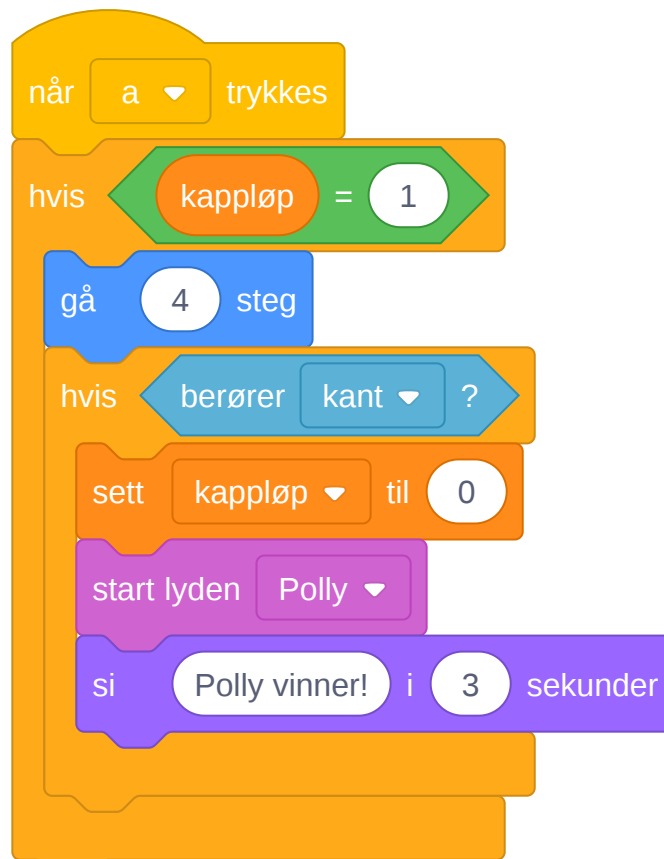 når a trykkes
hvis kappløp = 1
gå 4 steg
hvis berører kant ?
sett kappløp til 0
start lyden Polly
si Polly vinner! i 3 sekunder